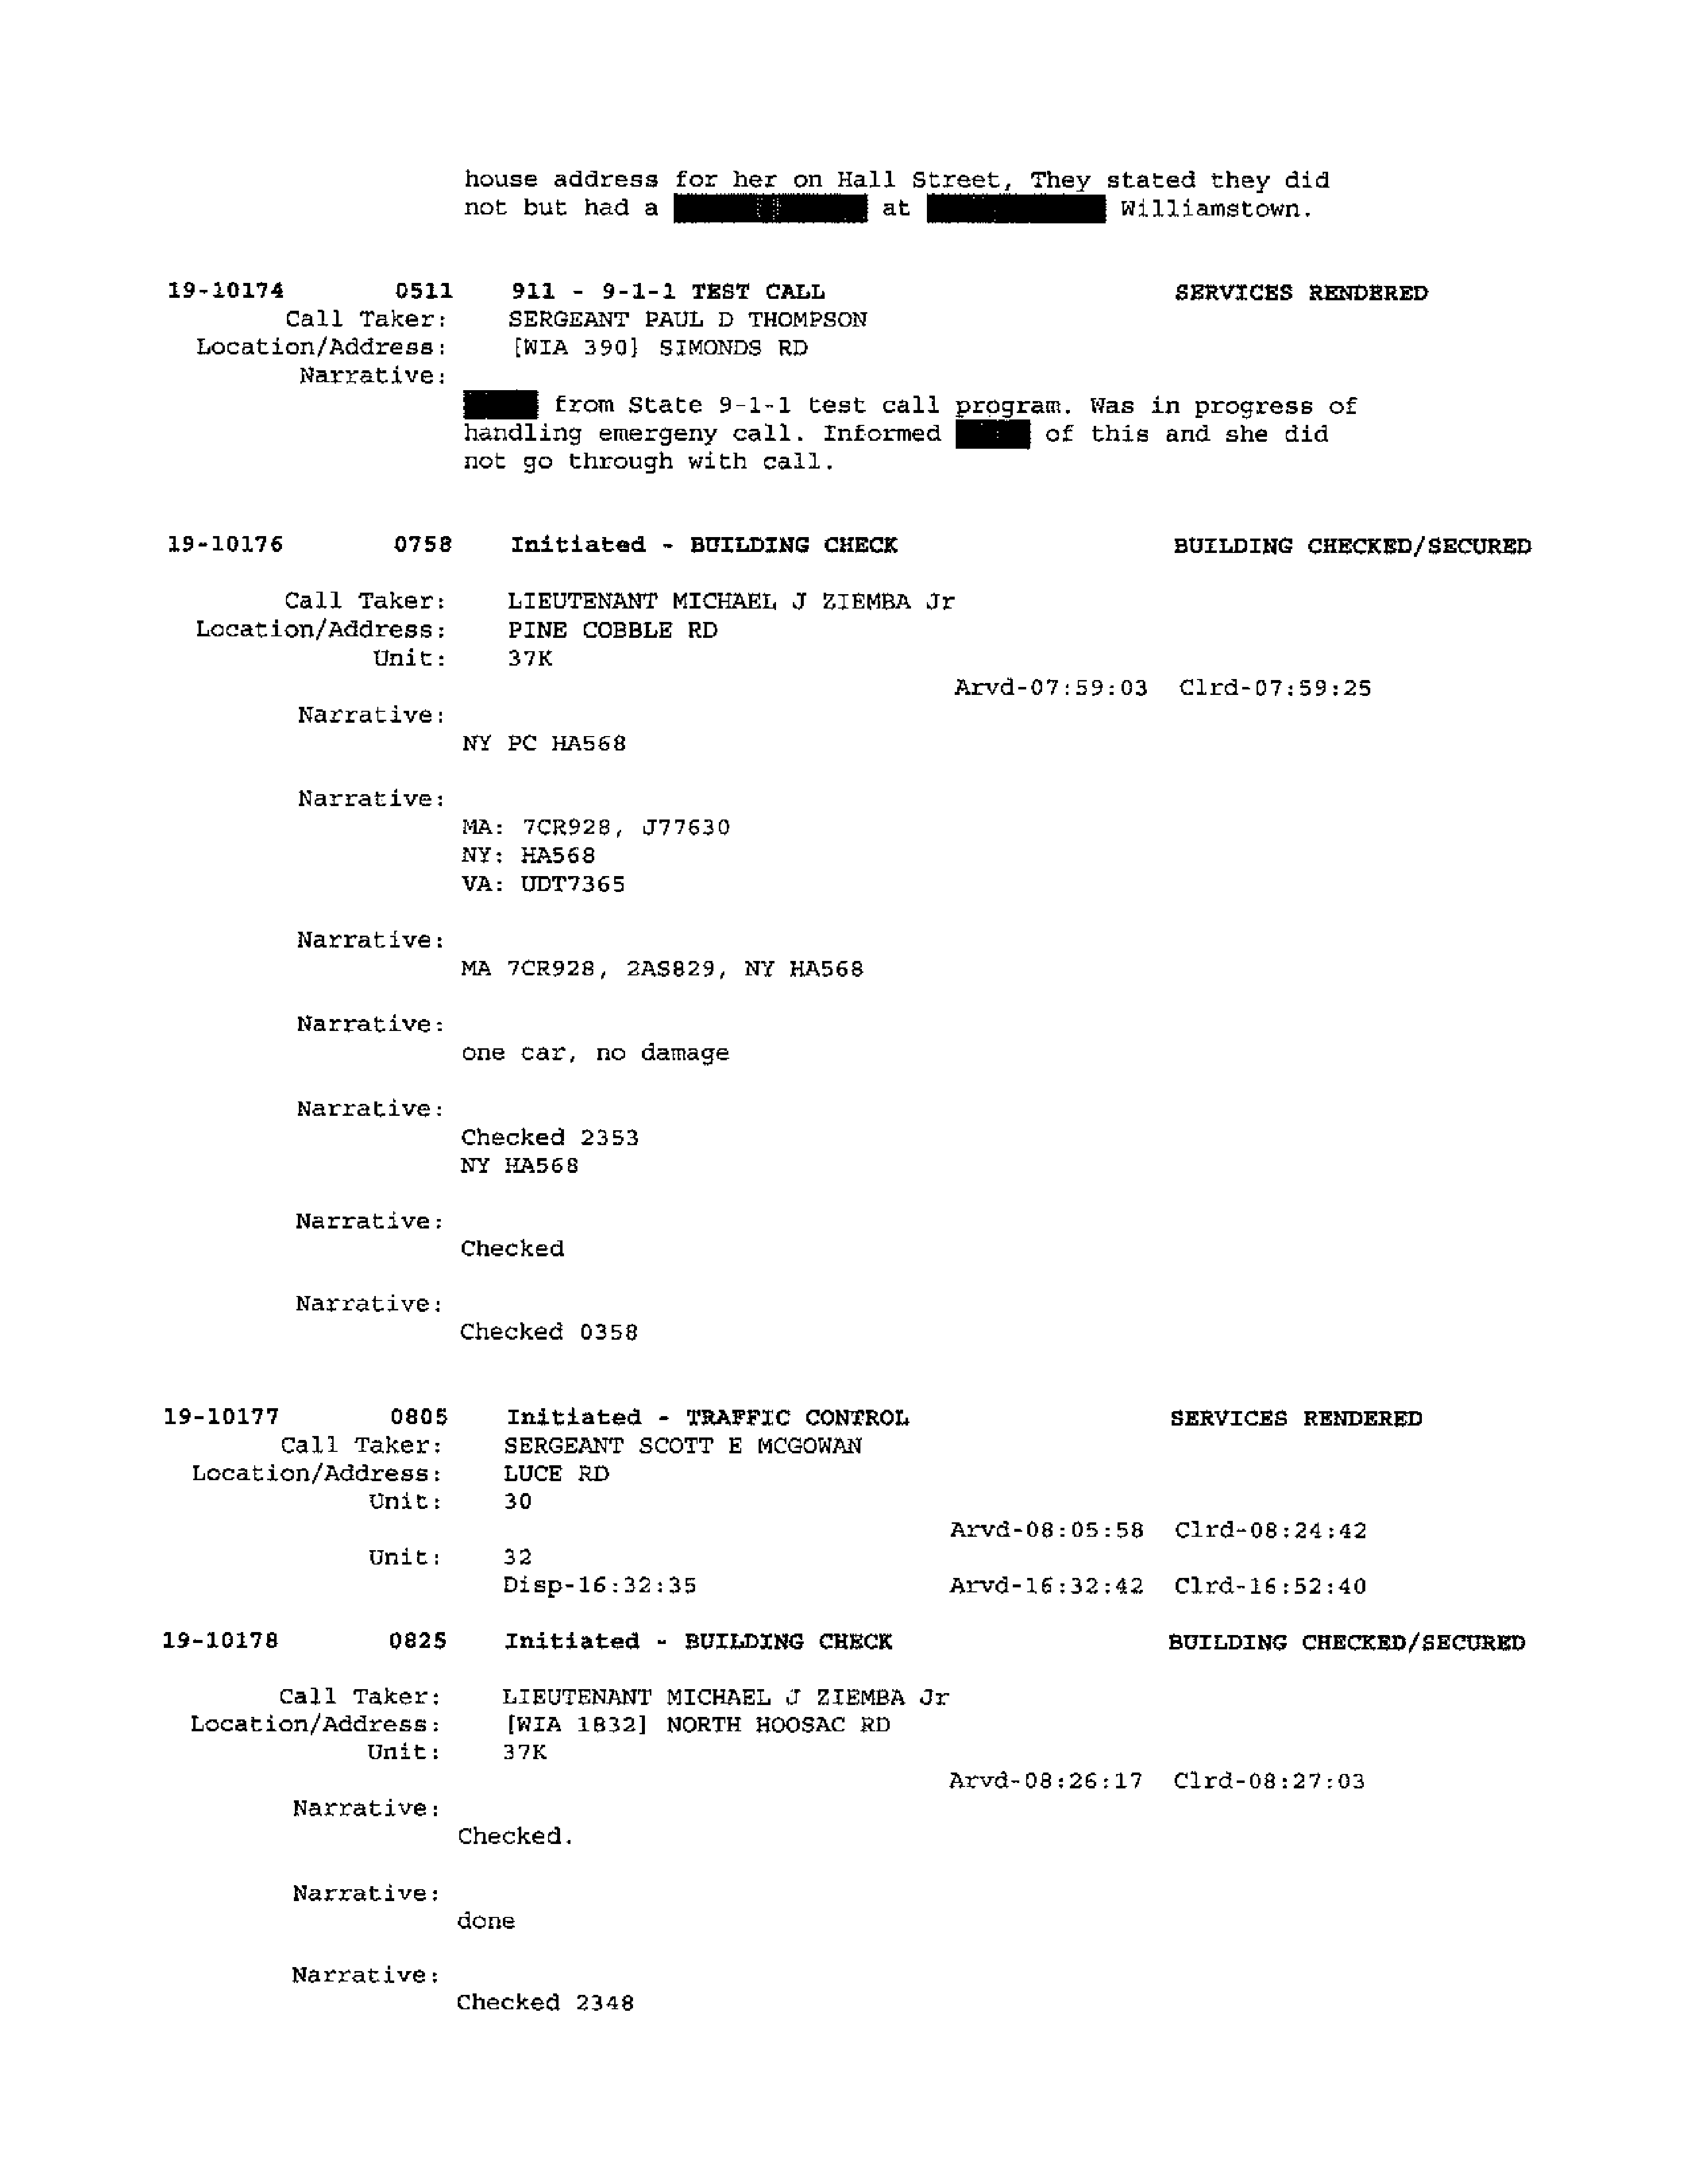 house address for her on Hall Street, They stated they did
not but had a at Williamstown.
19-10174 0511 911 - 9-1-1 TEST CALL SERVICES RENDERED
Call Taker: SERGEANT PAUL D THOMPSON
Location/Address: [WIA 390] SIMONDS RD
Narrative:
from State 9-1-1 test call program. Was in progress of
handling emergeny call. Informed of this and she did
not go through with call.
19-10176 0758 Initiated - BUILDING CHECK BUILDING CHECKED/SECURED
Call Taker: LIEUTENANT MICHAEL J ZIEMBA Jr
Location/Address: PINE COBBLE RD
Unit: 37K
Arvd-07:59:03 Clrd-07:59:25
Narrative:
NY PC HA568
Narrative:
MA: 7CR928, J77630
NY: HA568
VA: UDT7365
Narrative:
MA 7CR928, 2AS829, NY HA568
Narrative:
one car, no damage
Narrative:
Checked 2353
NY HA568
Narrative:
Checked
Narrative:
Checked 0358
19-10177 0805 Initiated - TRAFFIC CONTROL SERVICES RENDERED
Call Taker: SERGEANT SCOTT E MCGOWAN
Location/Address: LUCE RD
Unit: 30
Arvd-08:05:58 Clrd-08:24:42
Unit: 32
Disp-16:32:35 Arvd-16:32:42 Clrd-16:52:40
19-10178 0825 Initiated - BUILDING CHECK BUILDING CHECKED/SECURED
Call Taker: LIEUTENANT MICHAEL J ZIEMBA Jr
Location/Address: [WIA 1832] NORTH HOOSAC RD
Unit: 37K
Arvd-08:26:17 Clrd-08:27:03
Narrative:
Checked.
Narrative:
done
Narrative:
Checked 2348